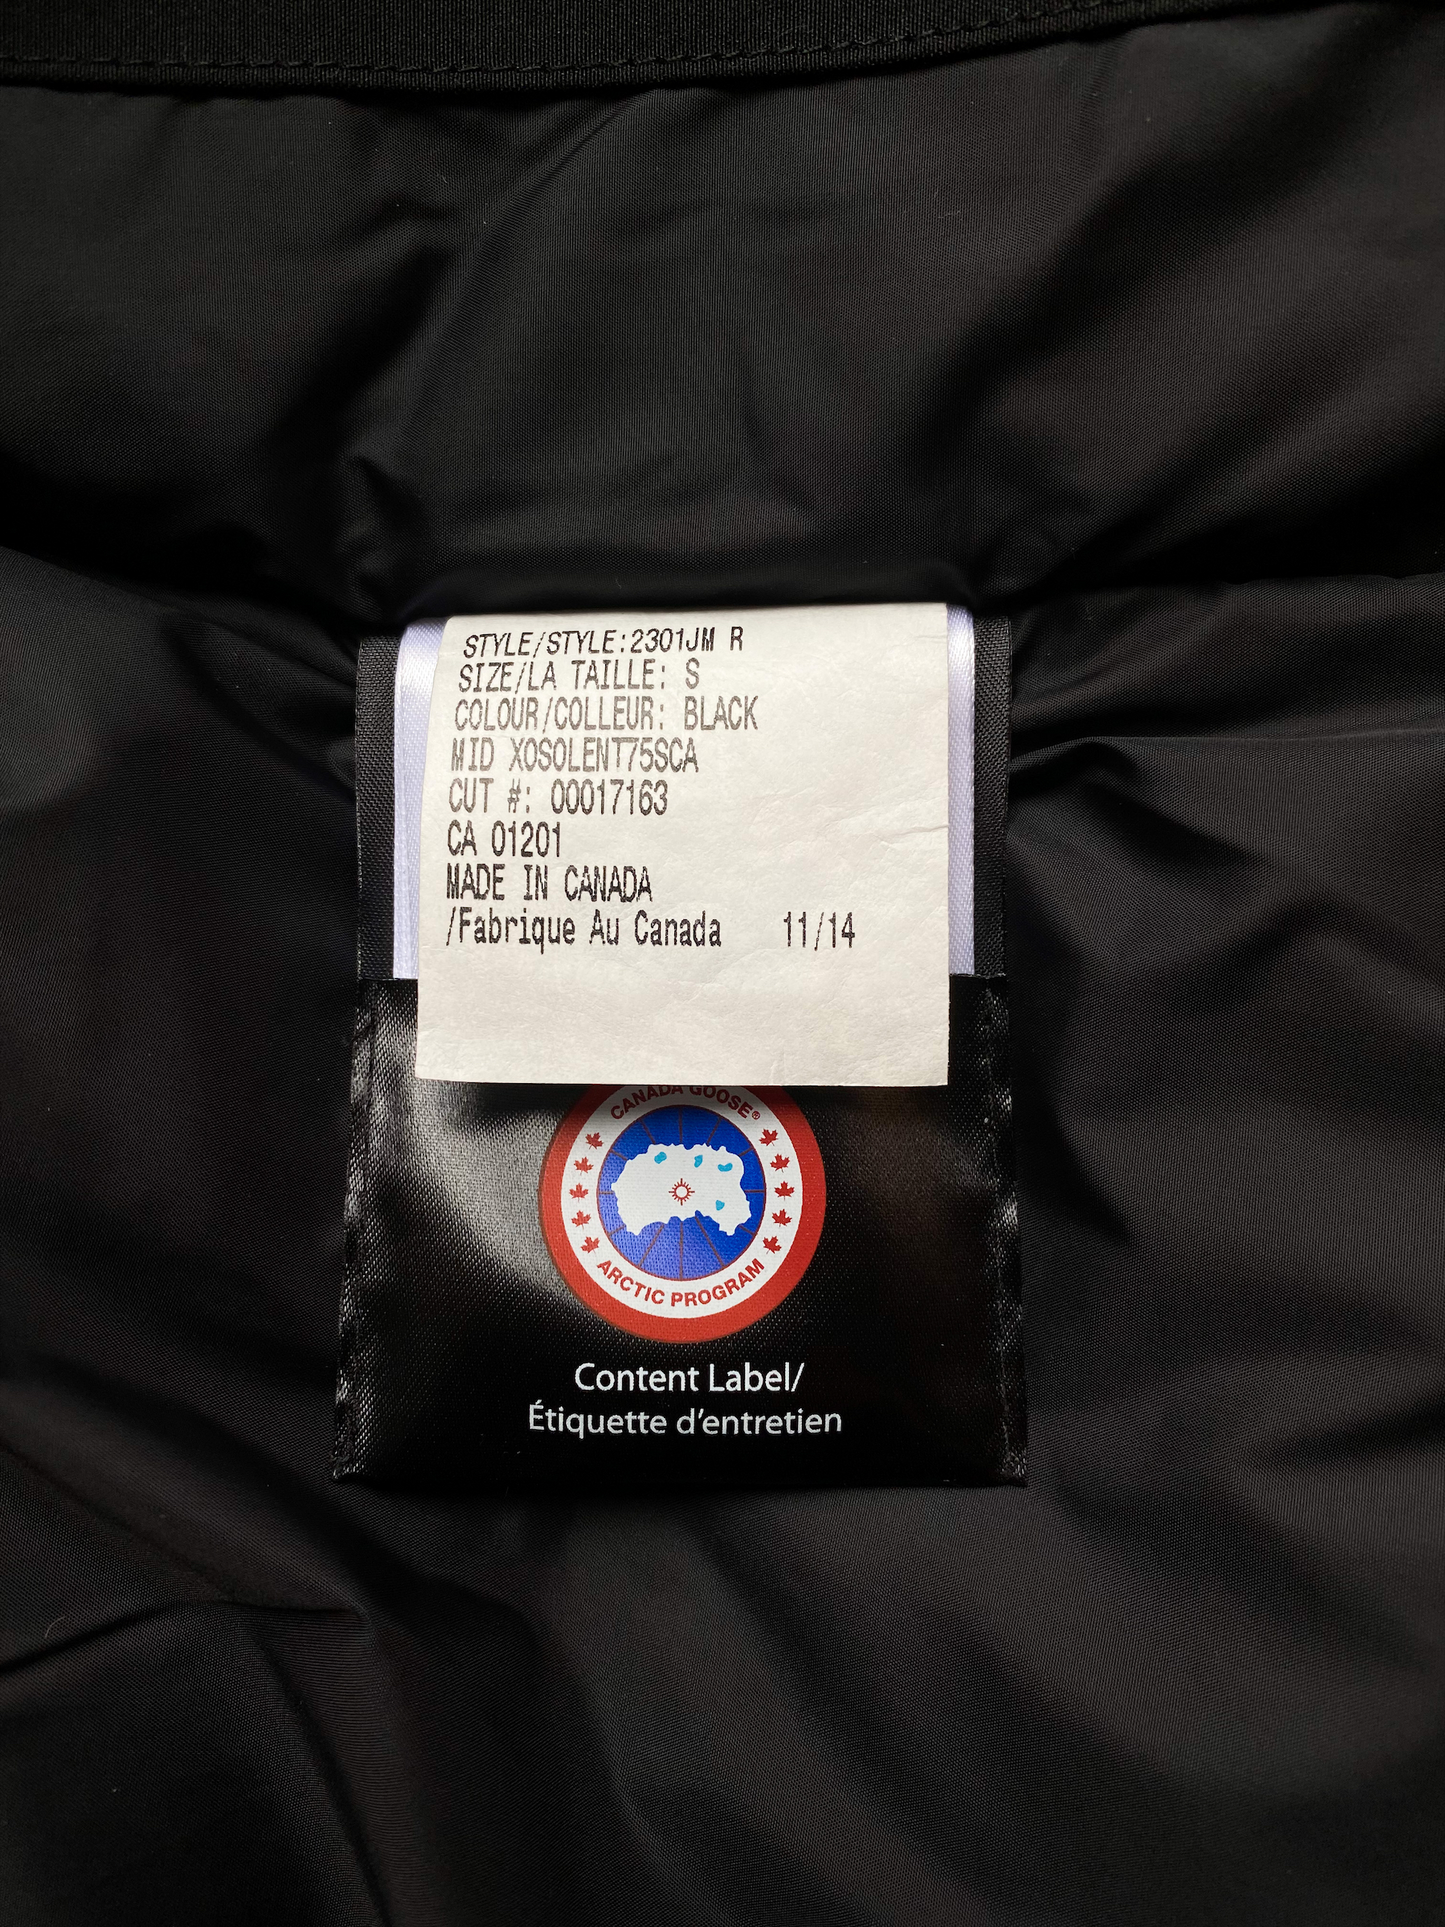 STYLE/STYLE:2301JM R
SIZE/LA TAILLE: S
COLOUR/COLLEUR: BLACK
MID XOSOLENT75SCA
CUT #: 00017163
CA 01201
MADE IN CANADA
/Fabrique Au Canada 11/14
CANADA GOOSE®
ARCTIC PROGRAM
Content Label/
Étiquette d'entretien